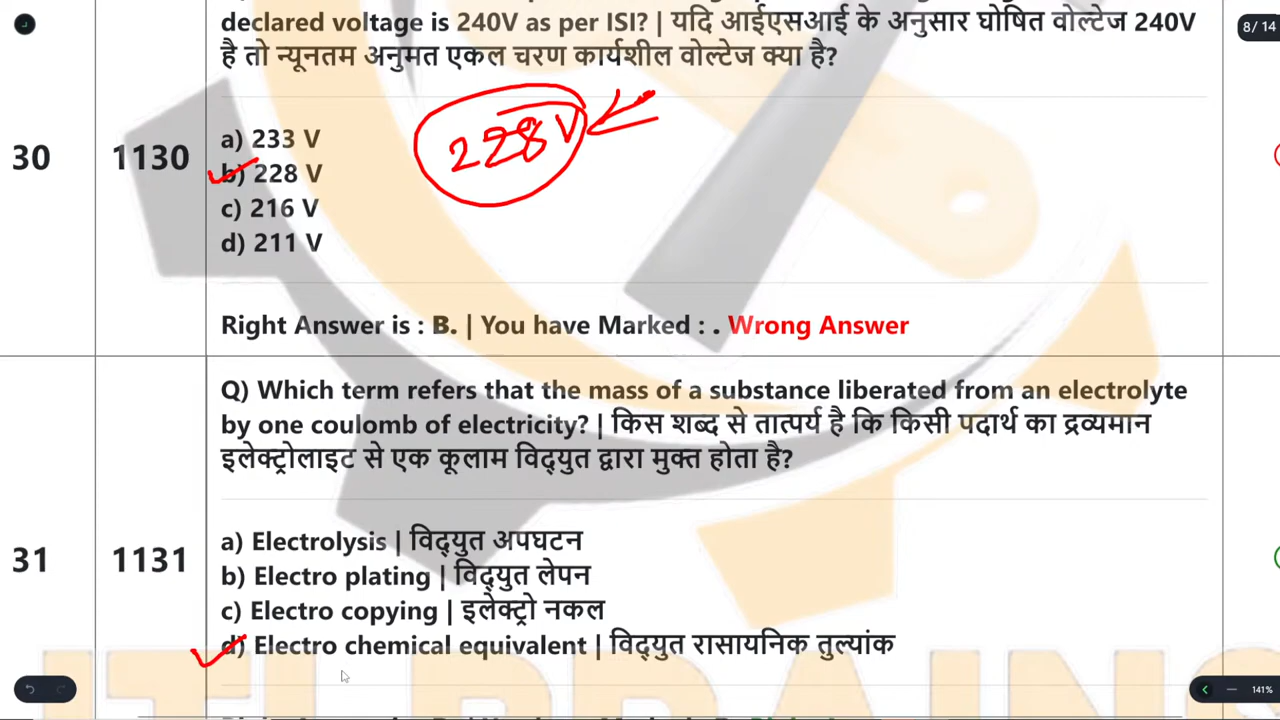 declared voltage is 240V as per ISI? | यदि आईएसआई के अनुसार घोषित वोल्टेज 240V
8 / 14
है तो न्यूनतम अनुमत एकल चरण कार्यशील वोल्टेज क्या है?
228 V
a) 233 V
30
1130
b) 228 V
c) 216 V
d) 211 V
Right Answer is : B. | You have Marked : . Wrong Answer
Q) Which term refers that the mass of a substance liberated from an electrolyte
by one coulomb of electricity? | किस शब्द से तात्पर्य है कि किसी पदार्थ का द्रव्यमान
इलेक्ट्रोलाइट से एक कूलाम विद्युत द्वारा मुक्त होता है?
a) Electrolysis | विद्युत अपघटन
31
1131
b) Electro plating | विद्युत लेपन
c) Electro copying | इलेक्ट्रो नकल
d) Electro chemical equivalent | विद्युत रासायनिक तुल्यांक
ITI BRAINS
141%